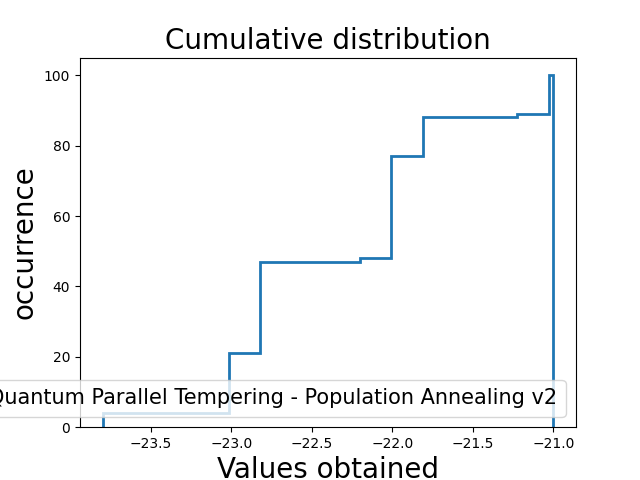 Cumulative distribution
occurrence
100
80
60
40
20
0
Quantum Parallel Tempering - Population Annealing v2
−23.5 −23.0 −22.5 −22.0 −21.5 −21.0
Values obtained